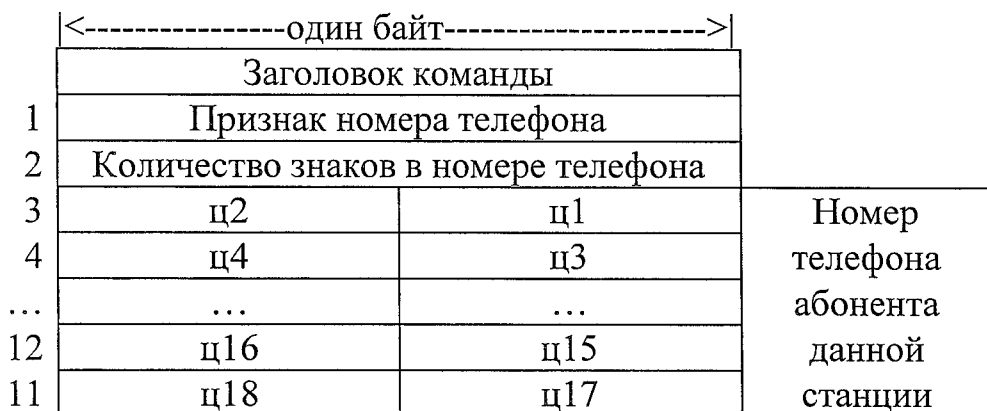 |<----------------один байт--------------------->|
Заголовок команды
1 Признак номера телефона
2 Количество знаков в номере телефона
3 ц2 ц1 Номер
4 ц4 ц3 телефона
... ... ... абонента
12 ц16 ц15 данной
11 ц18 ц17 станции